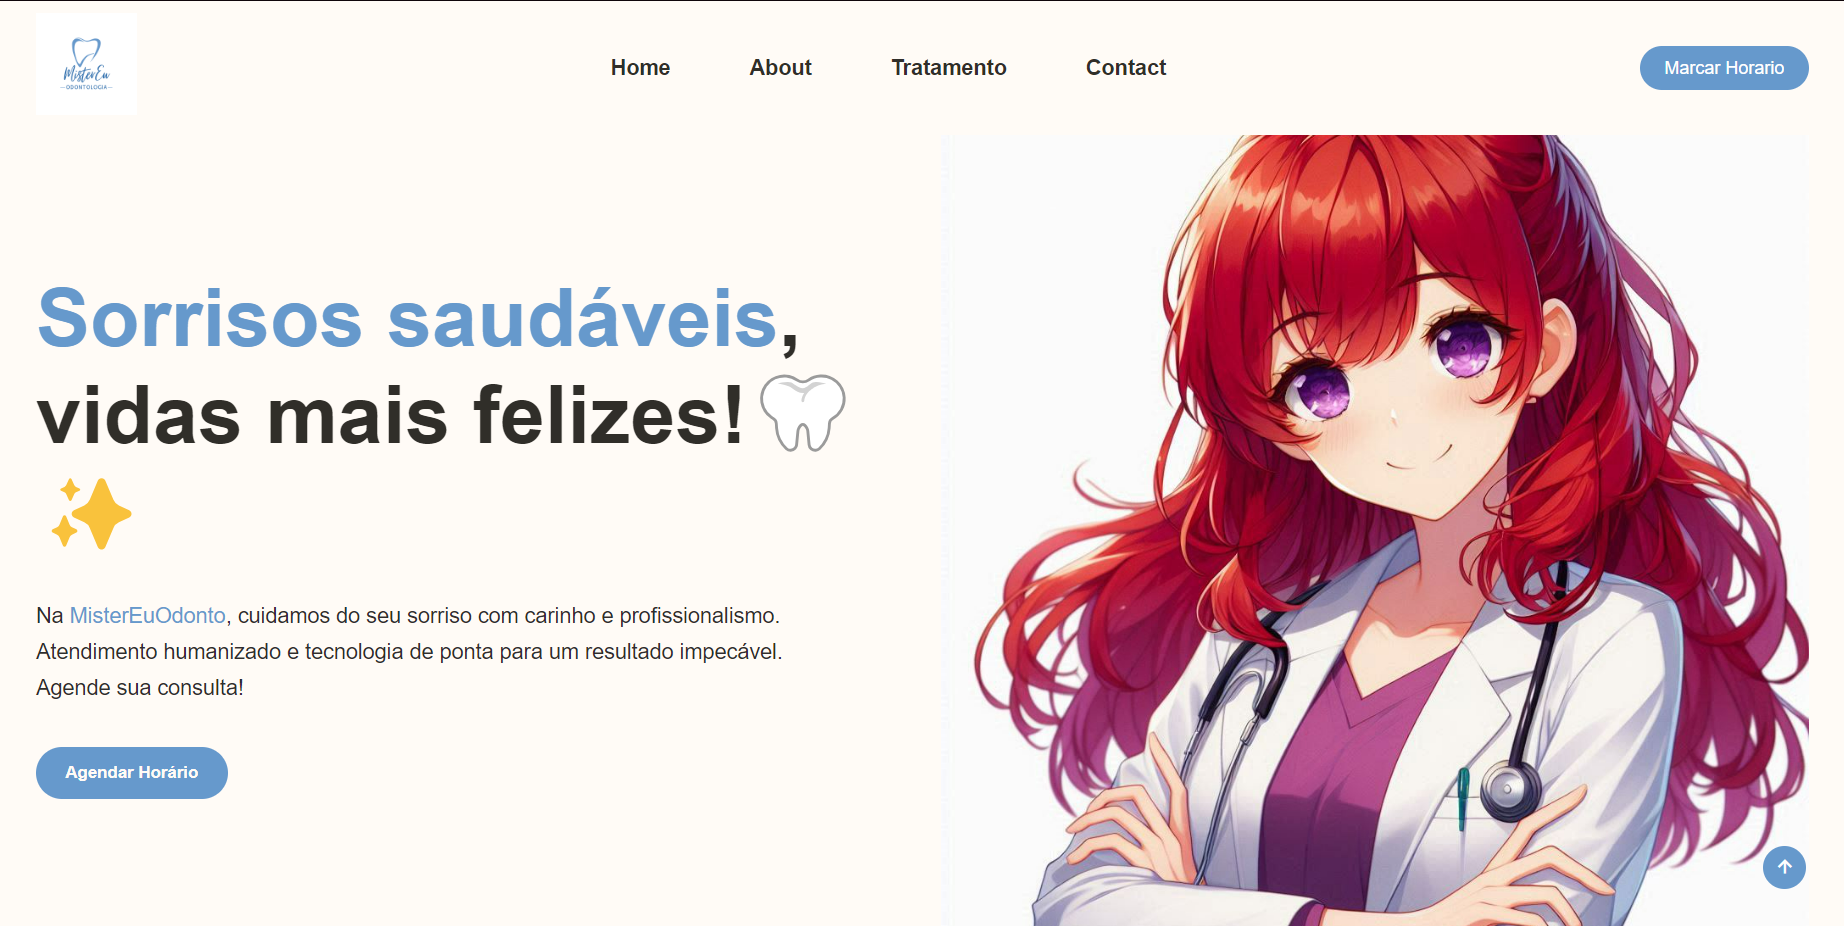 MisterEu
—ODONTOLOGIA—
Home
About
Tratamento
Contact
Marcar Horario
Sorrisos saudáveis,
vidas mais felizes! 🦷
✨
Na MisterEuOdonto, cuidamos do seu sorriso com carinho e profissionalismo.
Atendimento humanizado e tecnologia de ponta para um resultado impecável.
Agende sua consulta!
Agendar Horário